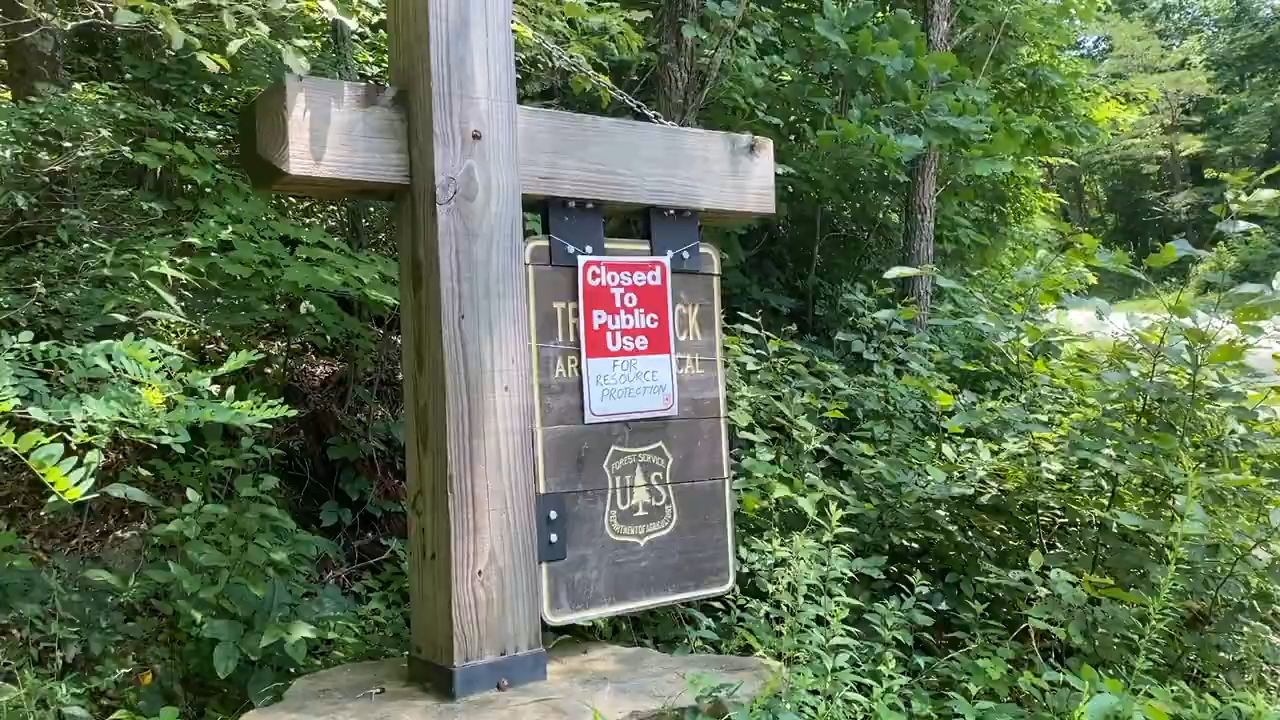 Closed
To
Public
Use
FOR
RESOURCE
PROTECTION
TR CK
AR CAL
FOREST SERVICE
U S
DEPARTMENT OF AGRICULTURE